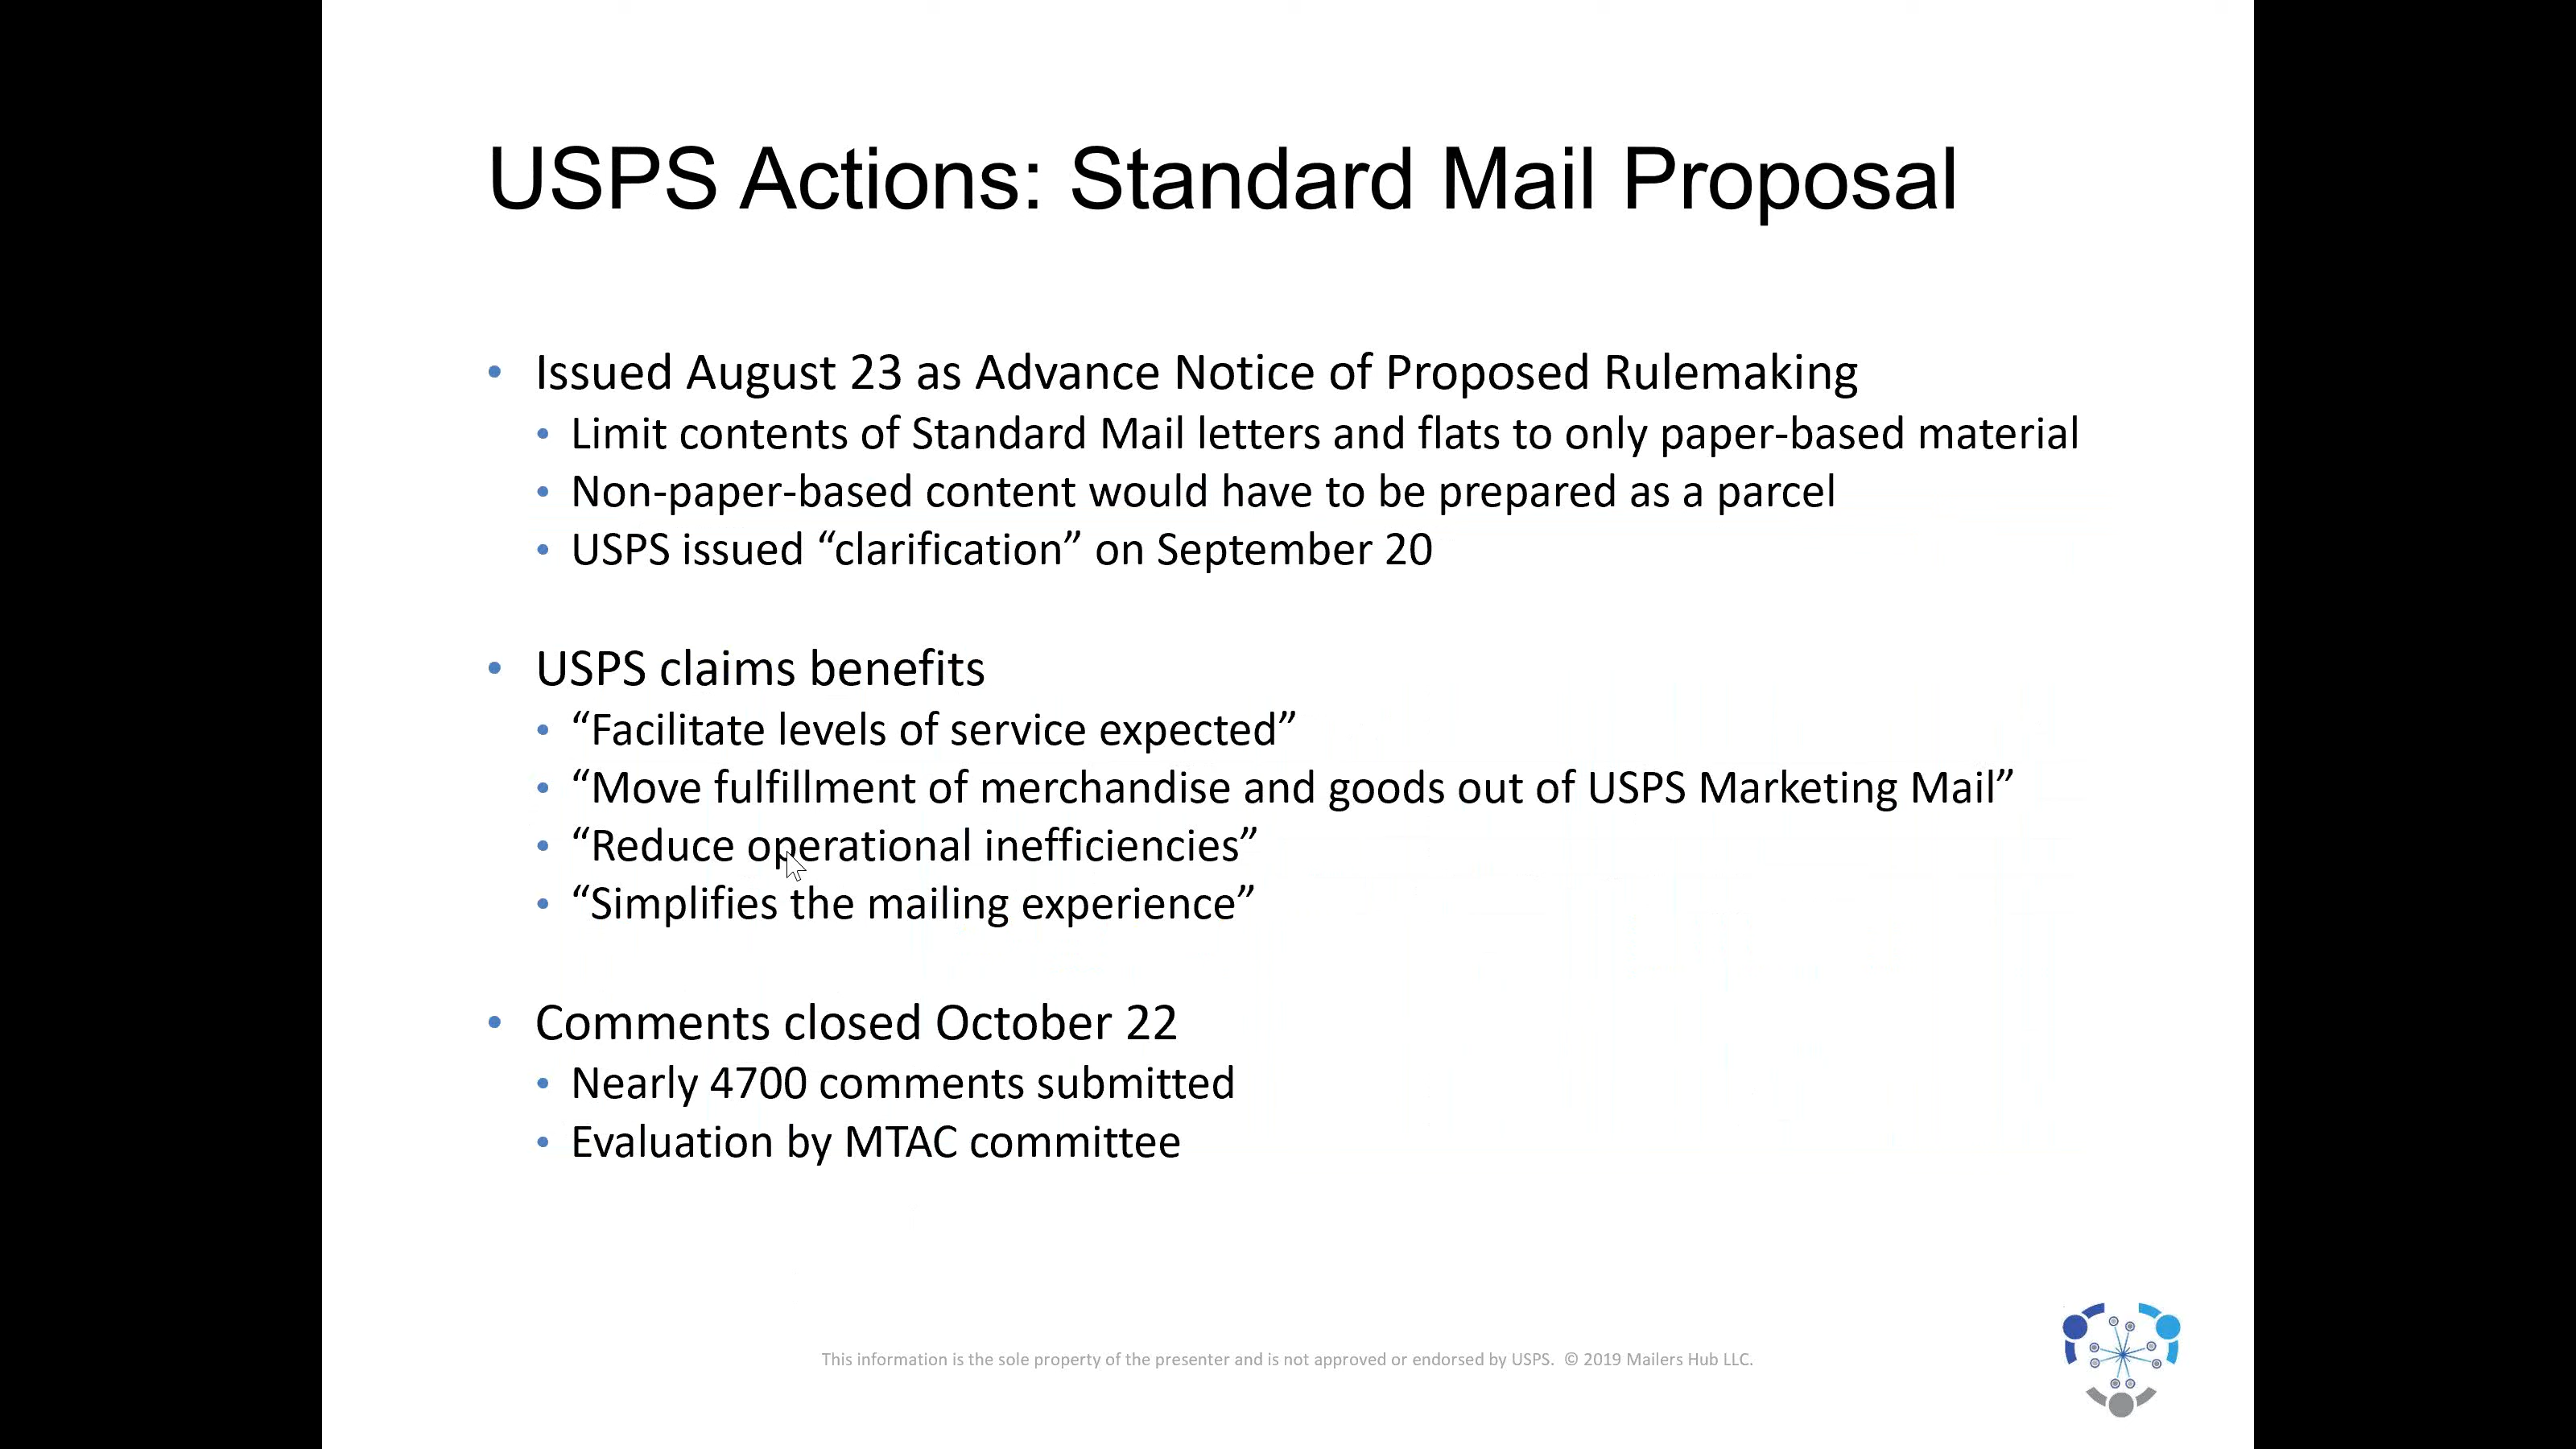 USPS Actions: Standard Mail Proposal
• Issued August 23 as Advance Notice of Proposed Rulemaking
• Limit contents of Standard Mail letters and flats to only paper-based material
• Non-paper-based content would have to be prepared as a parcel
• USPS issued “clarification” on September 20
• USPS claims benefits
• “Facilitate levels of service expected”
• “Move fulfillment of merchandise and goods out of USPS Marketing Mail”
• “Reduce operational inefficiencies”
• “Simplifies the mailing experience”
• Comments closed October 22
• Nearly 4700 comments submitted
• Evaluation by MTAC committee
This information is the sole property of the presenter and is not approved or endorsed by USPS. © 2019 Mailers Hub LLC.